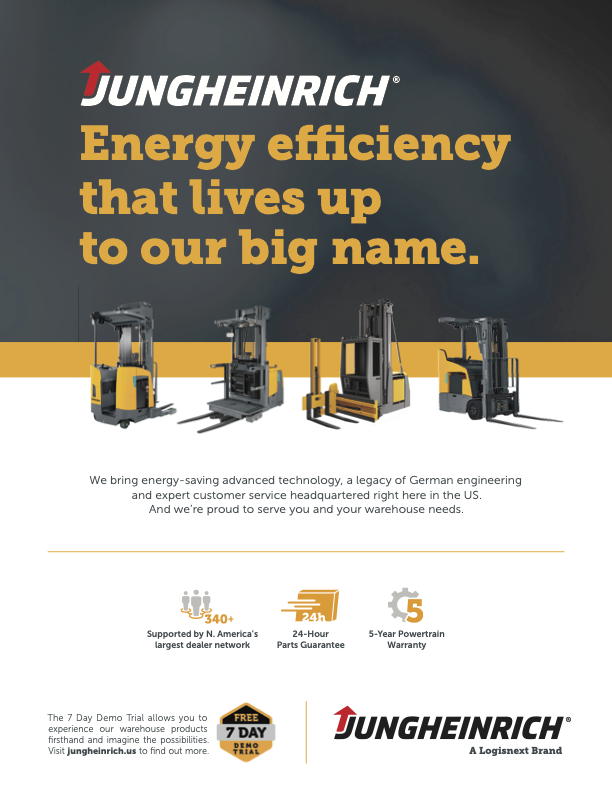 JUNGHEINRICH®
Energy efficiency
that lives up
to our big name.
We bring energy-saving advanced technology, a legacy of German engineering
and expert customer service headquartered right here in the US.
And we're proud to serve you and your warehouse needs.
340+
Supported by N. America's
largest dealer network
24h
24-Hour
Parts Guarantee
5
5-Year Powertrain
Warranty
The 7 Day Demo Trial allows you to
experience our warehouse products
firsthand and imagine the possibilities.
Visit jungheinrich.us to find out more.
FREE
7 DAY
DEMO
TRIAL
JUNGHEINRICH®
A Logisnext Brand